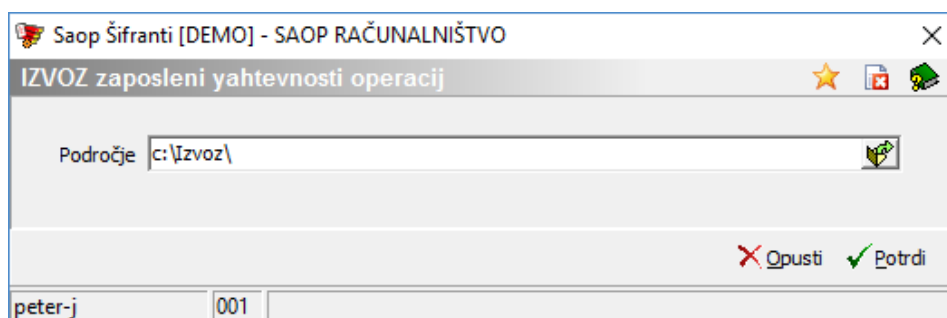 Saop Šifranti [DEMO] - SAOP RAČUNALNIŠTVO
IZVOZ zaposleni yahtevnosti operacij
Področje c:\Izvoz\
Opusti Potrdi
peter-j 001